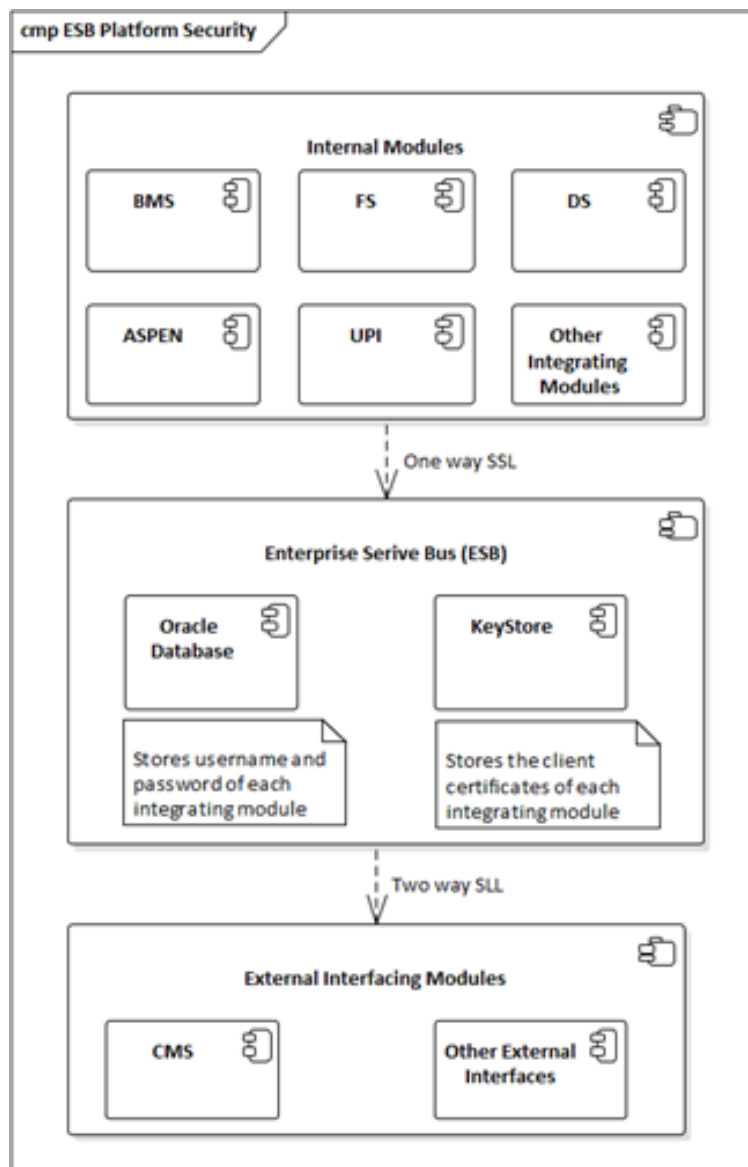 cmp ESB Platform Security
Internal Modules
BMS
FS
DS
ASPEN
UPI
Other
Integrating
Modules
One way SSL
Enterprise Serive Bus (ESB)
Oracle
Database
KeyStore
Stores username and
password of each
integrating module
Stores the client
certificates of each
integrating module
Two way SLL
External Interfacing Modules
CMS
Other External
Interfaces